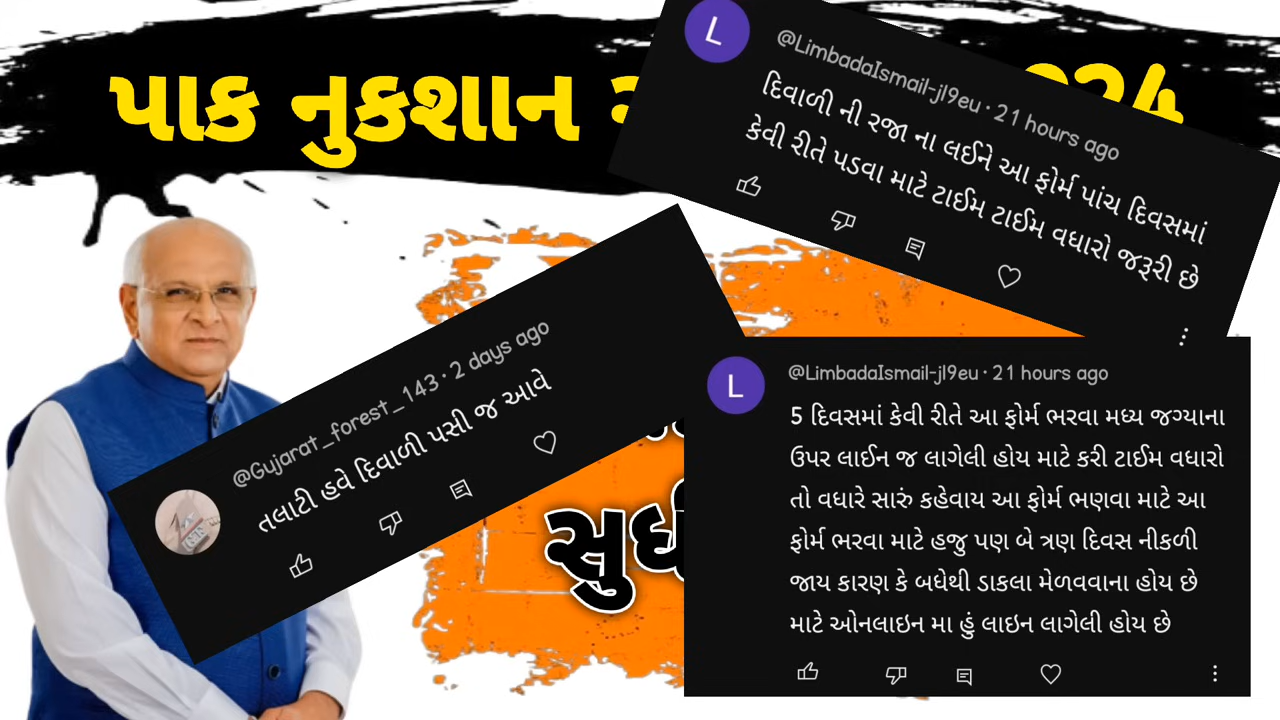 પાક નુકશાન
24
L
@LimbadaIsmail-jl9eu · 21 hours ago
દિવાળી ની રજા ના લઈને આ ફોર્મ પાંચ દિવસમાં
કેવી રીતે પડવા માટે ટાઈમ ટાઈમ વધારો જરૂરી છે
@Gujarat_forest_143 · 2 days ago
તલાટી હવે દિવાળી પસી જ આવે
સુધી
L
@LimbadaIsmail-jl9eu · 21 hours ago
5 દિવસમાં કેવી રીતે આ ફોર્મ ભરવા મધ્ય જગ્યાના
ઉપર લાઈન જ લાગેલી હોય માટે કરી ટાઈમ વધારો
તો વધારે સારું કહેવાય આ ફોર્મ ભણવા માટે આ
ફોર્મ ભરવા માટે હજુ પણ બે ત્રણ દિવસ નીકળી
જાય કારણ કે બધેથી ડાકલા મેળવવાના હોય છે
માટે ઓનલાઇન મા હું લાઇન લાગેલી હોય છે